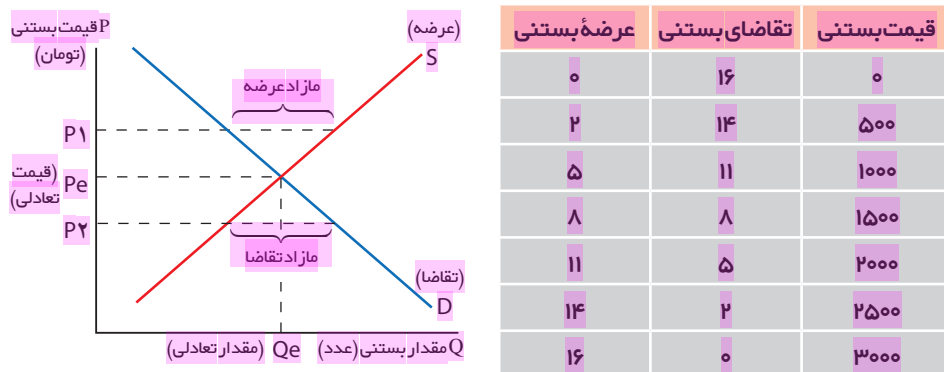 قیمت بستنی	تقاضای بستنی	عرضهٔ بستنی
۰	۱۶	۰
۵۰۰	۱۴	۲
۱۰۰۰	۱۱	۵
۱۵۰۰	۸	۸
۲۰۰۰	۵	۱۱
۲۵۰۰	۲	۱۴
۳۰۰۰	۰	۱۶
P قیمت بستنی
(تومان)
(عرضه)
S
مازاد عرضه
P۱
(قیمت
تعادلی)
Pe
P۲
مازاد تقاضا
(تقاضا)
D
Q مقدار بستنی (عدد)
Qe (مقدار تعادلی)